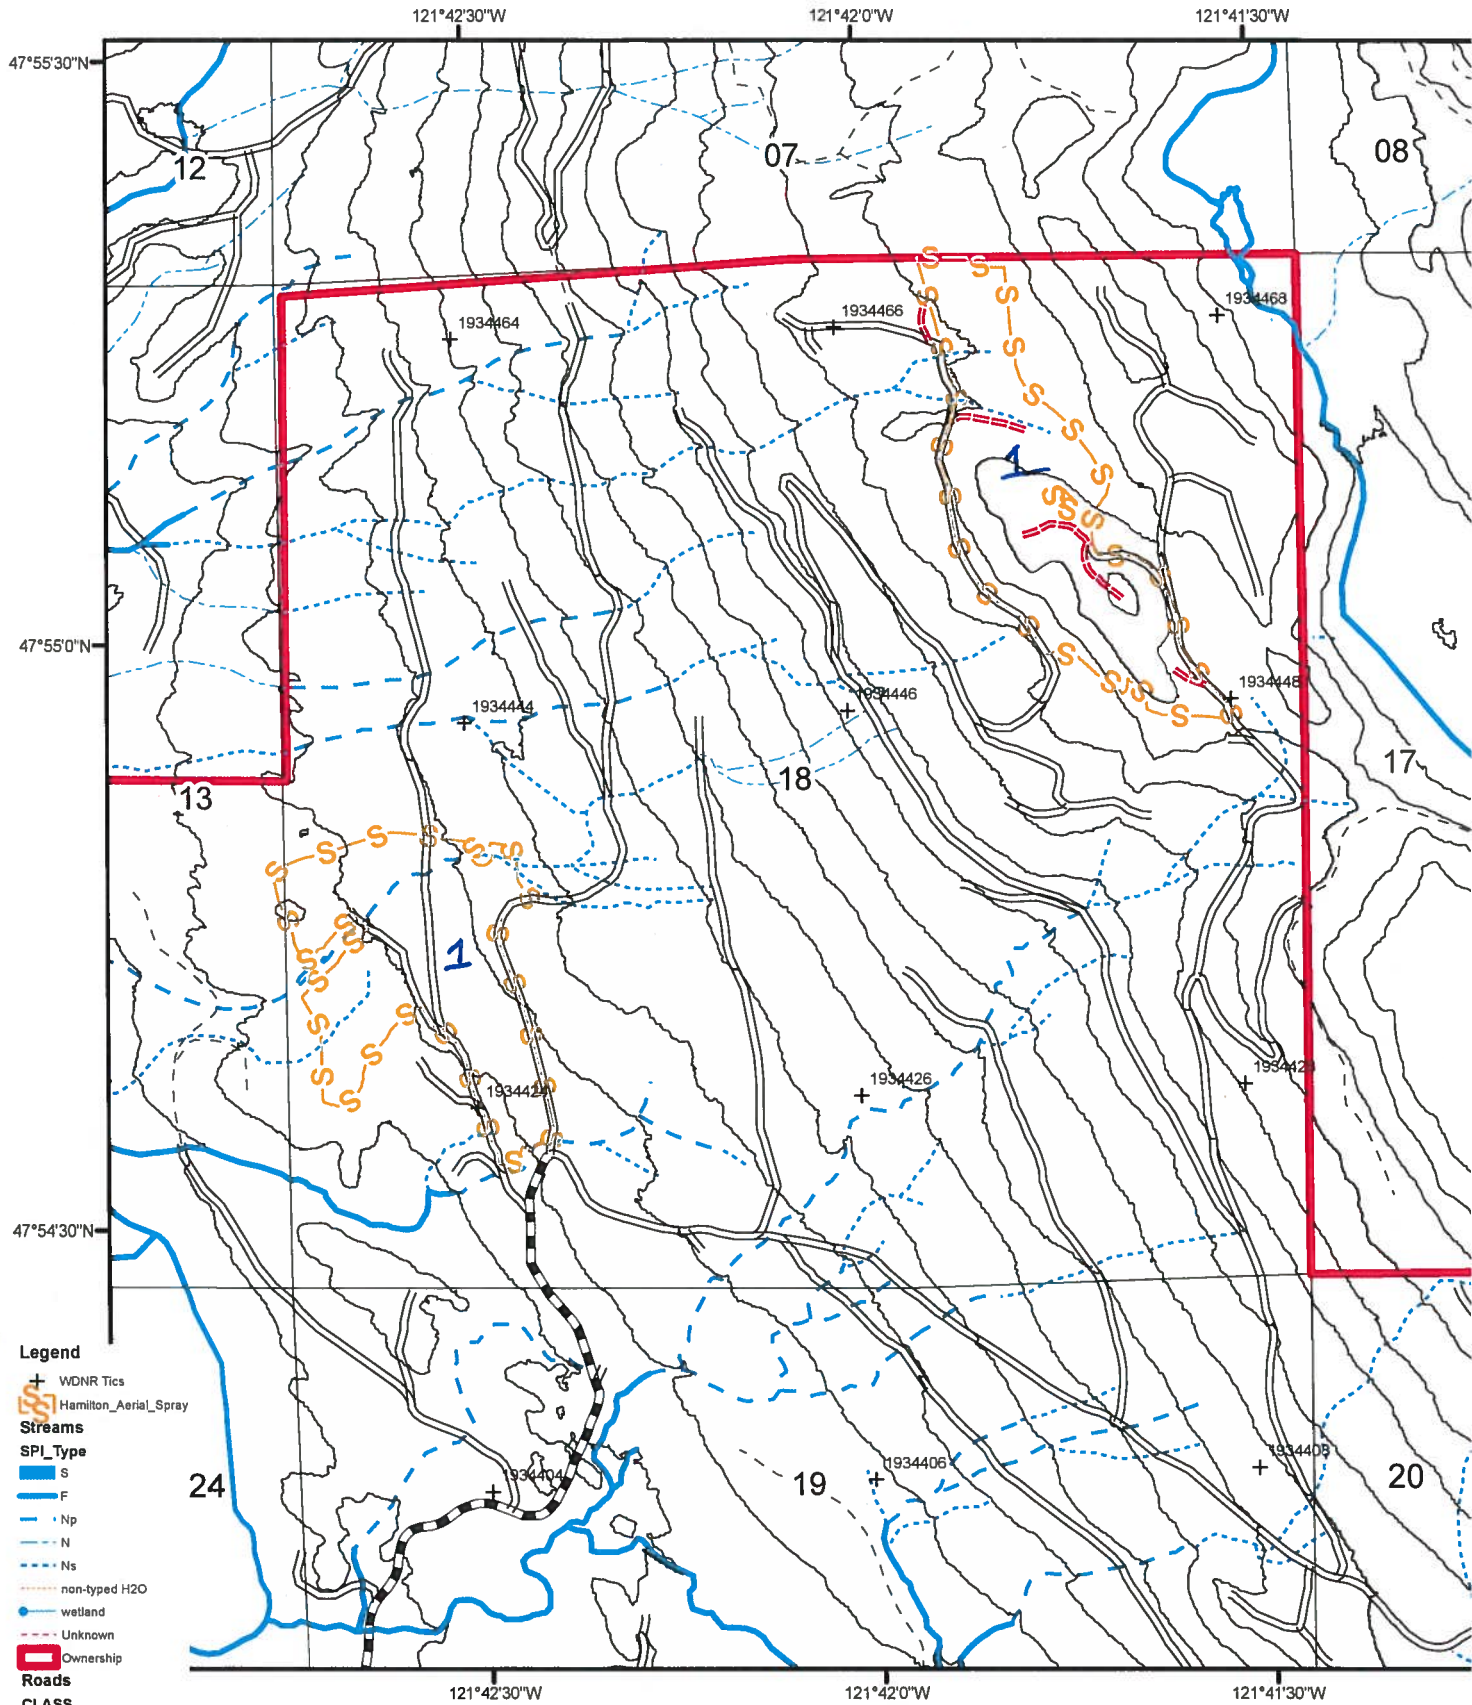 121°42'30"W 121°42'0"W 121°41'30"W
47°55'30"N
12 07 08
1934464 1934466 1934468
1
47°55'0"N
1934444 1934446 1934448
13 18 17
1
1934424 1934426
47°54'30"N
Legend
WDNR Tics
Hamilton_Aerial_Spray
Streams
SPI_Type
S
F
Np
N
Ns
non-typed H2O
wetland
Unknown
Ownership
Roads
CLASS
24 1934404 19 1934406 1934408 20
121°42'30"W 121°42'0"W 121°41'30"W